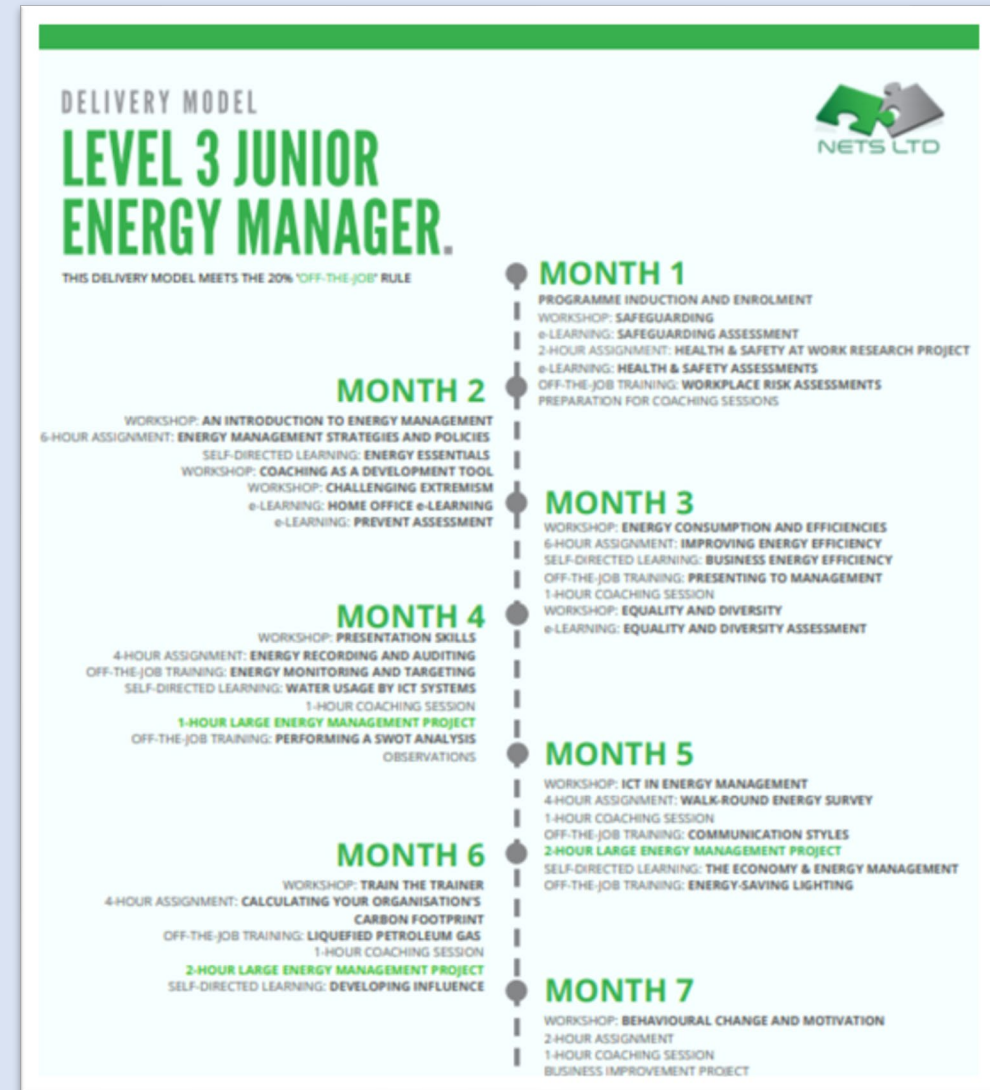 DELIVERY MODEL
LEVEL 3 JUNIOR
ENERGY MANAGER.
THIS DELIVERY MODEL MEETS THE 20% "OFF-THE-JOB" RULE
NETS LTD
MONTH 1
PROGRAMME INDUCTION AND ENROLMENT
WORKSHOP: SAFEGUARDING
e-LEARNING: SAFEGUARDING ASSESSMENT
2-HOUR ASSIGNMENT: HEALTH & SAFETY AT WORK RESEARCH PROJECT
e-LEARNING: HEALTH & SAFETY ASSESSMENTS
OFF-THE-JOB TRAINING: WORKPLACE RISK ASSESSMENTS
PREPARATION FOR COACHING SESSIONS
MONTH 2
WORKSHOP: AN INTRODUCTION TO ENERGY MANAGEMENT
6-HOUR ASSIGNMENT: ENERGY MANAGEMENT STRATEGIES AND POLICIES
SELF-DIRECTED LEARNING: ENERGY ESSENTIALS
WORKSHOP: COACHING AS A DEVELOPMENT TOOL
WORKSHOP: CHALLENGING EXTREMISM
e-LEARNING: HOME OFFICE e-LEARNING
e-LEARNING: PREVENT ASSESSMENT
MONTH 3
WORKSHOP: ENERGY CONSUMPTION AND EFFICIENCIES
6-HOUR ASSIGNMENT: IMPROVING ENERGY EFFICIENCY
SELF-DIRECTED LEARNING: BUSINESS ENERGY EFFICIENCY
OFF-THE-JOB TRAINING: PRESENTING TO MANAGEMENT
1-HOUR COACHING SESSION
WORKSHOP: EQUALITY AND DIVERSITY
e-LEARNING: EQUALITY AND DIVERSITY ASSESSMENT
MONTH 4
WORKSHOP: PRESENTATION SKILLS
4-HOUR ASSIGNMENT: ENERGY RECORDING AND AUDITING
OFF-THE-JOB TRAINING: ENERGY MONITORING AND TARGETING
SELF-DIRECTED LEARNING: WATER USAGE BY ICT SYSTEMS
1-HOUR COACHING SESSION
1-HOUR LARGE ENERGY MANAGEMENT PROJECT
OFF-THE-JOB TRAINING: PERFORMING A SWOT ANALYSIS
OBSERVATIONS
MONTH 5
WORKSHOP: ICT IN ENERGY MANAGEMENT
4-HOUR ASSIGNMENT: WALK-ROUND ENERGY SURVEY
1-HOUR COACHING SESSION
OFF-THE-JOB TRAINING: COMMUNICATION STYLES
2-HOUR LARGE ENERGY MANAGEMENT PROJECT
SELF-DIRECTED LEARNING: THE ECONOMY & ENERGY MANAGEMENT
OFF-THE-JOB TRAINING: ENERGY-SAVING LIGHTING
MONTH 6
WORKSHOP: TRAIN THE TRAINER
4-HOUR ASSIGNMENT: CALCULATING YOUR ORGANISATION'S
CARBON FOOTPRINT
OFF-THE-JOB TRAINING: LIQUEFIED PETROLEUM GAS
1-HOUR COACHING SESSION
2-HOUR LARGE ENERGY MANAGEMENT PROJECT
SELF-DIRECTED LEARNING: DEVELOPING INFLUENCE
MONTH 7
WORKSHOP: BEHAVIOURAL CHANGE AND MOTIVATION
2-HOUR ASSIGNMENT
1-HOUR COACHING SESSION
BUSINESS IMPROVEMENT PROJECT